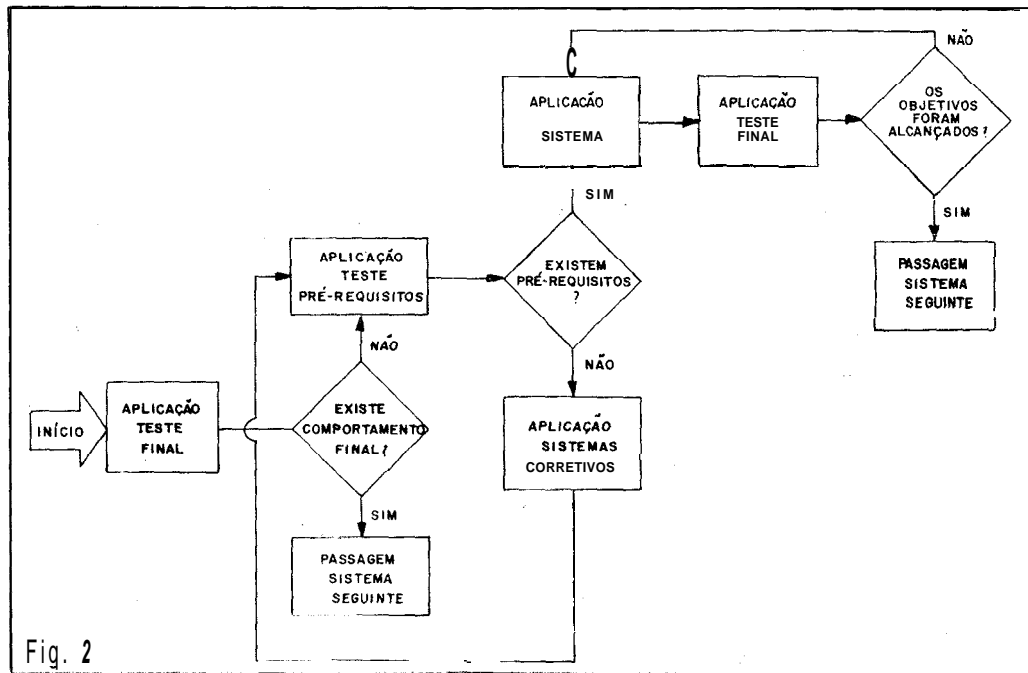 NÃO
C
APLICACÃO
SISTEMA
APLICAÇÃO
TESTE
FINAL
OS
OBJETIVOS
FORAM
ALCANÇADOS?
SIM
SIM
PASSAGEM
SISTEMA
SEGUINTE
APLICAÇÃO
TESTE
PRÉ-REQUISITOS
EXISTEM
PRÉ-REQUISITOS
?
NÃO
NÃO
INÍCIO
APLICAÇÃO
TESTE
FINAL
EXISTE
COMPORTAMENTO
FINAL?
APLICAÇÃO
SISTEMAS
CORRETIVOS
SIM
PASSAGEM
SISTEMA
SEGUINTE
Fig. 2